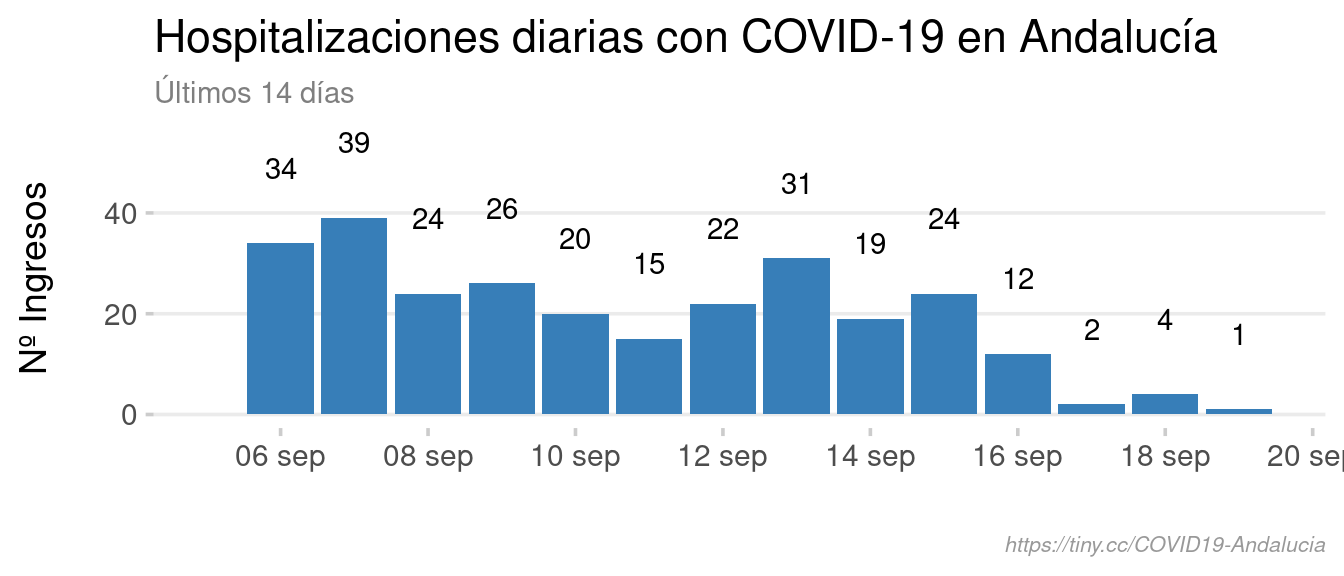 Hospitalizaciones diarias con COVID-19 en Andalucía
Últimos 14 días
Nº Ingresos
39
34
31
24 26 24
22
20 19
15
12
2 4 1
40
20
0
06 sep 08 sep 10 sep 12 sep 14 sep 16 sep 18 sep 20 sep
https://tiny.cc/COVID19-Andalucia